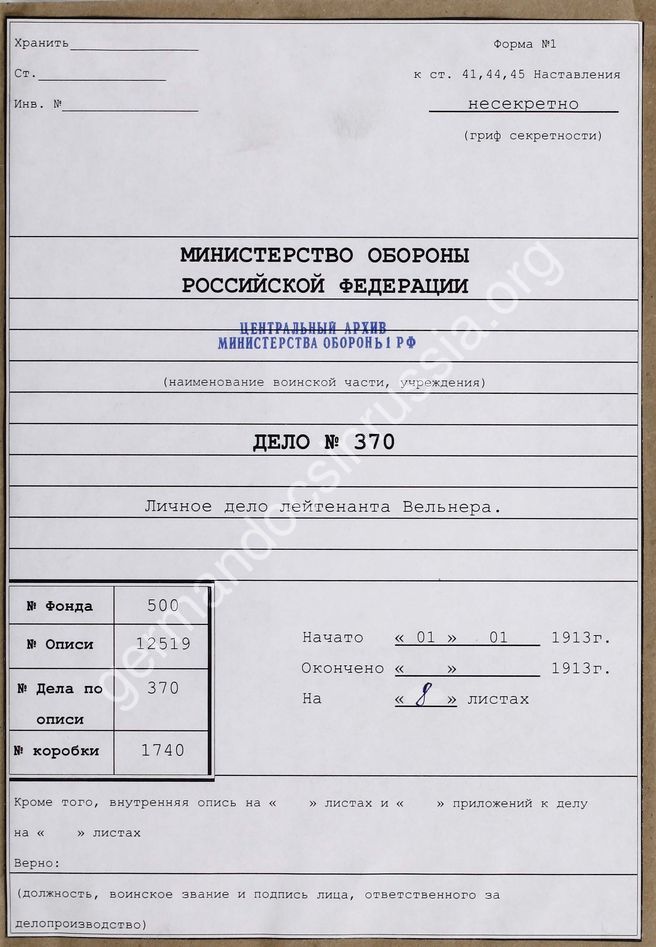 Хранить
Форма №1
Ст.
к ст. 41,44,45 Наставления
Инв. №
несекретно
(гриф секретности)
МИНИСТЕРСТВО ОБОРОНЫ
РОССИЙСКОЙ ФЕДЕРАЦИИ
ЦЕНТРАЛЬНЫЙ АРХИВ
МИНИСТЕРСТВА ОБОРОНЫ РФ
(наименование воинской части, учреждения)
ДЕЛО № 370
Личное дело лейтенанта Вельнера.
№ Фонда 500
№ Описи 12519
№ Дела по описи 370
№ коробки 1740
Начато « 01 » 01 1913г.
Окончено « » 1913г.
На « 8 » листах
Кроме того, внутренняя опись на « » листах и « » приложений к делу
на « » листах
Верно:
(должность, воинское звание и подпись лица, ответственного за
делопроизводство)
germandocsinrussia.org